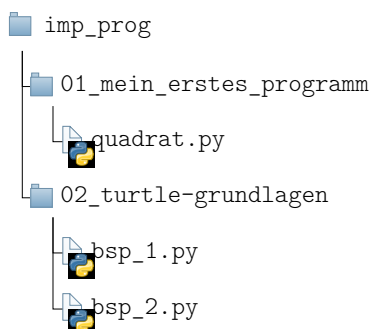 imp_prog
01_mein_erstes_programm
quadrat.py
02_turtle-grundlagen
bsp_1.py
bsp_2.py